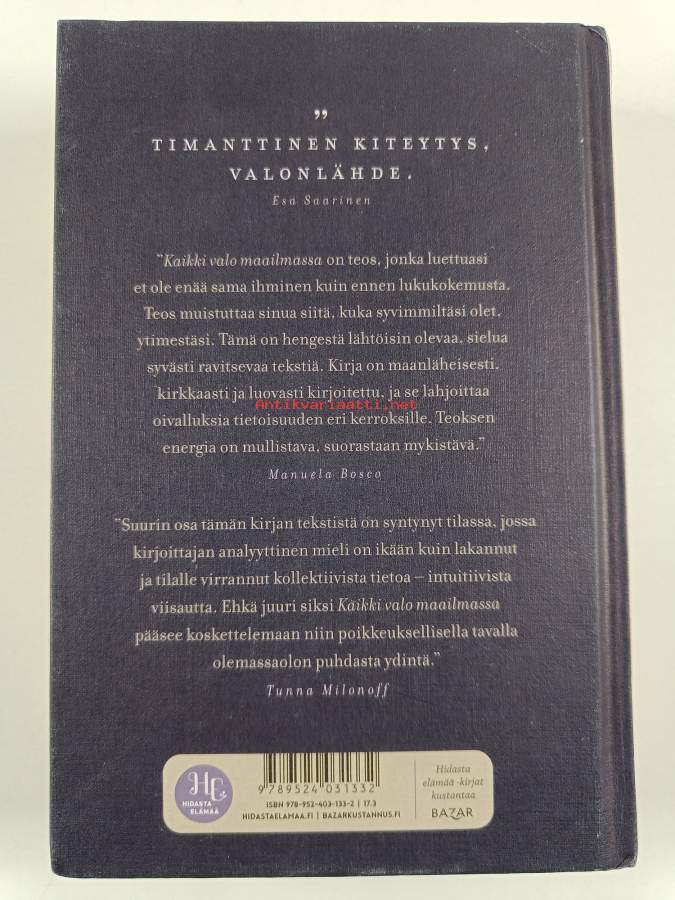 ”
TIMANTTINEN KITEYTYS,
VALONLÄHDE.
Esa Saarinen
”Kaikki valo maailmassa on teos, jonka luettuasi
et ole enää sama ihminen kuin ennen lukukokemusta.
Teos muistuttaa sinua siitä, kuka syvimmiltäsi olet,
ytimestäsi. Tämä on hengestä lähtöisin olevaa, sielua
syvästi ravitsevaa tekstiä. Kirja on maanläheisesti,
kirkkaasti ja luovasti kirjoitettu, ja se lahjoittaa
Antikvariaatti.net
oivalluksia tietoisuuden eri kerroksille. Teoksen
energia on mullistava, suorastaan mykistävä.”
Manuela Bosco
”Suurin osa tämän kirjan tekstistä on syntynyt tilassa, jossa
kirjoittajan analyyttinen mieli on ikään kuin lakannut
ja tilalle virrannut kollektiivista tietoa – intuitiivista
viisautta. Ehkä juuri siksi Kaikki valo maailmassa
pääsee koskettelemaan niin poikkeuksellisella tavalla
olemassaolon puhdasta ydintä.”
Tunna Milonoff
HE
HIDASTA
ELÄMÄÄ
9 789524 031332
ISBN 978-952-403-133-2 | 17.3
HIDASTAELAMAA.FI | BAZARKUSTANNUS.FI
Hidasta
elämää -kirjat
kustantaa
BAZAR